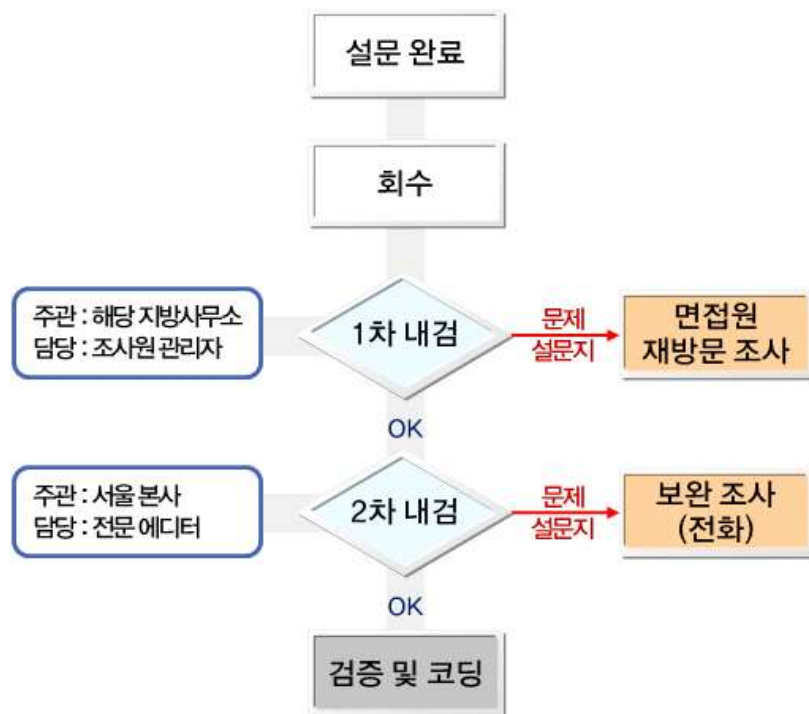 설문 완료
회수
주관 : 해당 지방사무소
담당 : 조사원 관리자
1차 내검
문제
설문지
면접원
재방문 조사
OK
주관 : 서울 본사
담당 : 전문 에디터
2차 내검
문제
설문지
보완 조사
(전화)
OK
검증 및 코딩